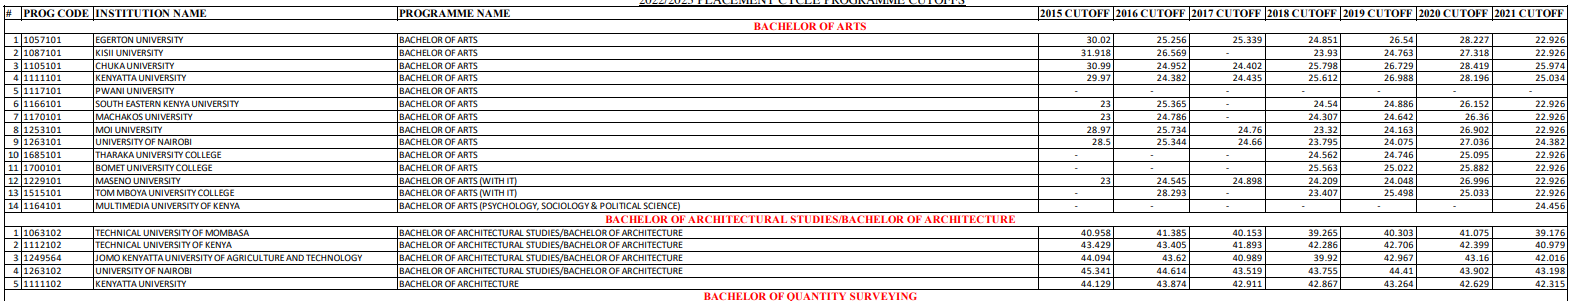 2022/2023 PLACEMENT CYCLE PROGRAMME CUTOFFS
# PROG CODE INSTITUTION NAME PROGRAMME NAME 2015 CUTOFF 2016 CUTOFF 2017 CUTOFF 2018 CUTOFF 2019 CUTOFF 2020 CUTOFF 2021 CUTOFF
BACHELOR OF ARTS
1 1057101 EGERTON UNIVERSITY BACHELOR OF ARTS 30.02 25.256 25.339 24.851 26.54 28.227 22.926
2 1087101 KISII UNIVERSITY BACHELOR OF ARTS 31.918 26.569 - 23.93 24.763 27.318 22.926
3 1105101 CHUKA UNIVERSITY BACHELOR OF ARTS 30.99 24.952 24.402 25.798 26.729 28.419 25.974
4 1111101 KENYATTA UNIVERSITY BACHELOR OF ARTS 29.97 24.382 24.435 25.612 26.988 28.196 25.034
5 1117101 PWANI UNIVERSITY BACHELOR OF ARTS - - - - - - -
6 1166101 SOUTH EASTERN KENYA UNIVERSITY BACHELOR OF ARTS 23 25.365 - 24.54 24.886 26.152 22.926
7 1170101 MACHAKOS UNIVERSITY BACHELOR OF ARTS 23 24.786 - 24.307 24.642 26.36 22.926
8 1253101 MOI UNIVERSITY BACHELOR OF ARTS 28.97 25.734 24.76 23.32 24.163 26.902 22.926
9 1263101 UNIVERSITY OF NAIROBI BACHELOR OF ARTS 28.5 25.344 24.66 23.795 24.075 27.036 24.382
10 1685101 THARAKA UNIVERSITY COLLEGE BACHELOR OF ARTS - - - 24.562 24.746 25.095 22.926
11 1700101 BOMET UNIVERSITY COLLEGE BACHELOR OF ARTS - - - 25.563 25.022 25.882 22.926
12 1229101 MASENO UNIVERSITY BACHELOR OF ARTS (WITH IT) 23 24.545 24.898 24.209 24.048 26.996 22.926
13 1515101 TOM MBOYA UNIVERSITY COLLEGE BACHELOR OF ARTS (WITH IT) - 28.293 - 23.407 25.498 25.033 22.926
14 1164101 MULTIMEDIA UNIVERSITY OF KENYA BACHELOR OF ARTS (PSYCHOLOGY, SOCIOLOGY & POLITICAL SCIENCE) - - - - - - 24.456
BACHELOR OF ARCHITECTURAL STUDIES/BACHELOR OF ARCHITECTURE
1 1063102 TECHNICAL UNIVERSITY OF MOMBASA BACHELOR OF ARCHITECTURAL STUDIES/BACHELOR OF ARCHITECTURE 40.958 41.385 40.153 39.265 40.303 41.075 39.176
2 1112102 TECHNICAL UNIVERSITY OF KENYA BACHELOR OF ARCHITECTURAL STUDIES/BACHELOR OF ARCHITECTURE 43.429 43.405 41.893 42.286 42.706 42.399 40.979
3 1249564 JOMO KENYATTA UNIVERSITY OF AGRICULTURE AND TECHNOLOGY BACHELOR OF ARCHITECTURAL STUDIES/BACHELOR OF ARCHITECTURE 44.094 43.62 40.989 39.92 42.967 43.16 42.016
4 1263102 UNIVERSITY OF NAIROBI BACHELOR OF ARCHITECTURAL STUDIES/BACHELOR OF ARCHITECTURE 45.341 44.614 43.519 43.755 44.41 43.902 43.198
5 1111102 KENYATTA UNIVERSITY BACHELOR OF ARCHITECTURE 44.129 43.874 42.911 42.867 43.264 42.629 42.315
BACHELOR OF QUANTITY SURVEYING